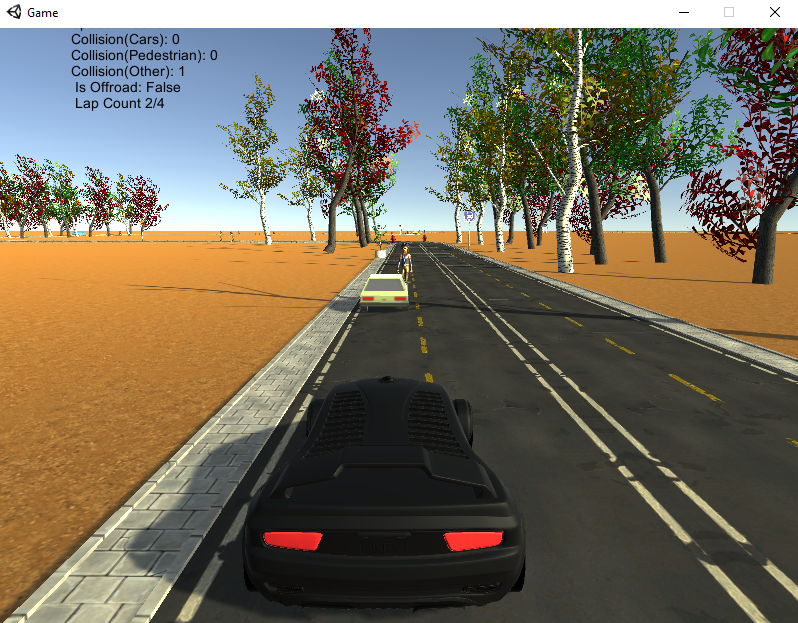 Game
Collision(Cars): 0
Collision(Pedestrian): 0
Collision(Other): 1
Is Offroad: False
Lap Count 2/4